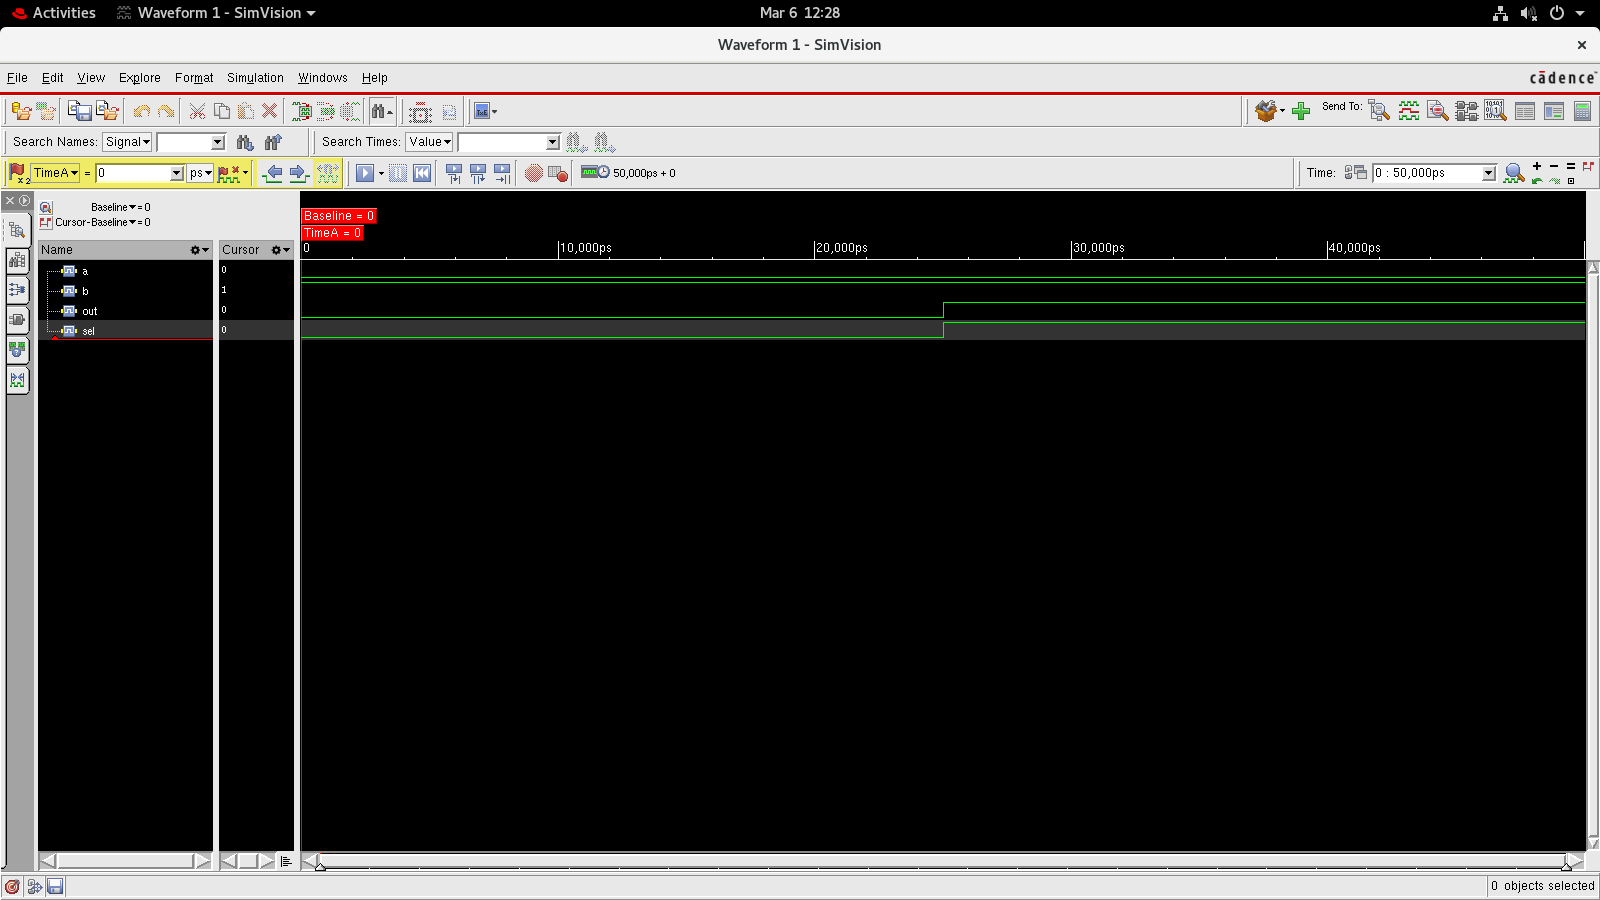 Activities Waveform 1 - SimVision Mar 6 12:28
Waveform 1 - SimVision
File Edit View Explore Format Simulation Windows Help cādence
Send To:
Search Names: Signal Search Times: Value
TimeA = 0 ps 50,000ps + 0 Time: 0 : 50,000ps
Baseline = 0
Cursor-Baseline = 0
Baseline = 0
TimeA = 0
Name Cursor 0 10,000ps 20,000ps 30,000ps 40,000ps
a 0
b 1
out 0
sel 0
0 objects selected